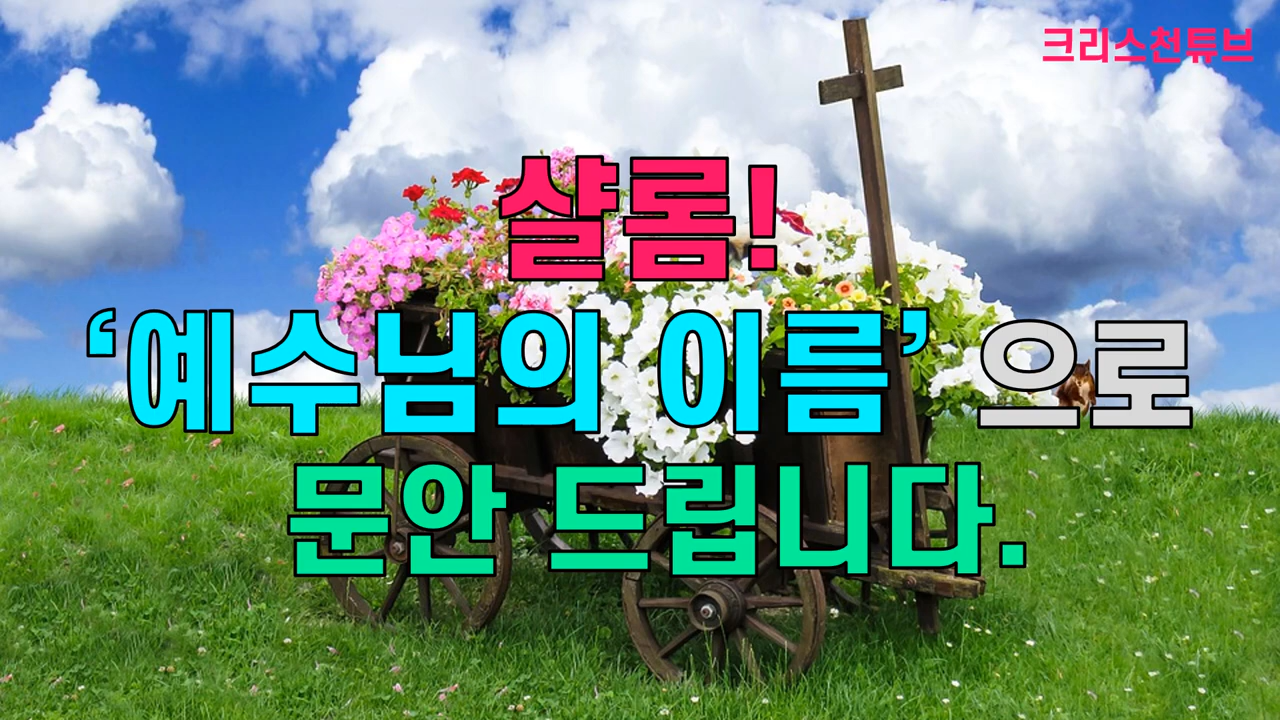 크리스천튜브
샬롬!
‘예수님의 이름’ 으로
문안 드립니다.